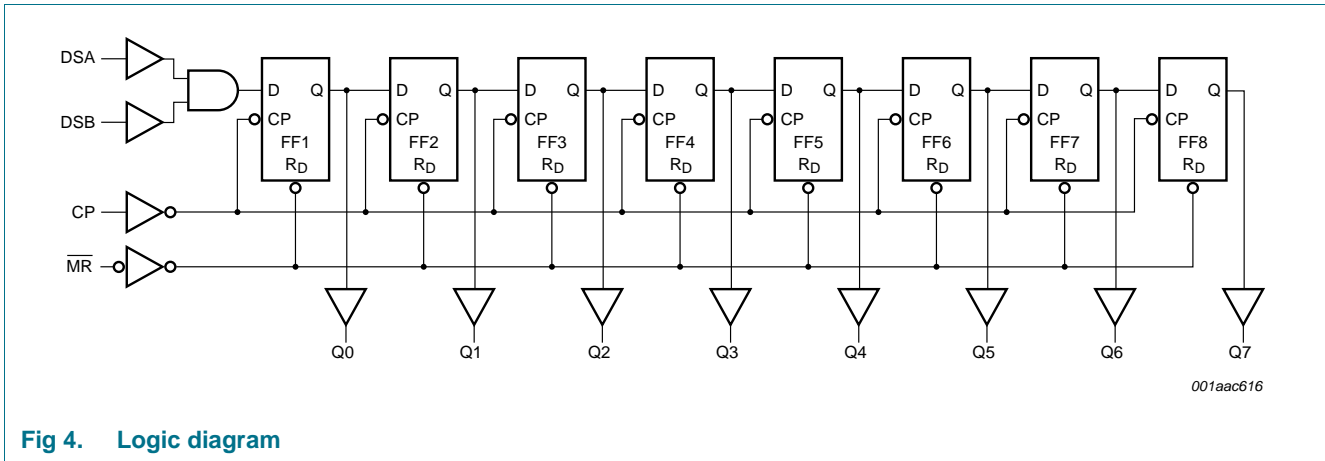 DSA
DSB
CP
MR
D Q D Q D Q D Q D Q D Q D Q D Q
CP CP CP CP CP CP CP CP
FF1 FF2 FF3 FF4 FF5 FF6 FF7 FF8
RD RD RD RD RD RD RD RD
Q0 Q1 Q2 Q3 Q4 Q5 Q6 Q7
001aac616
Fig 4. Logic diagram